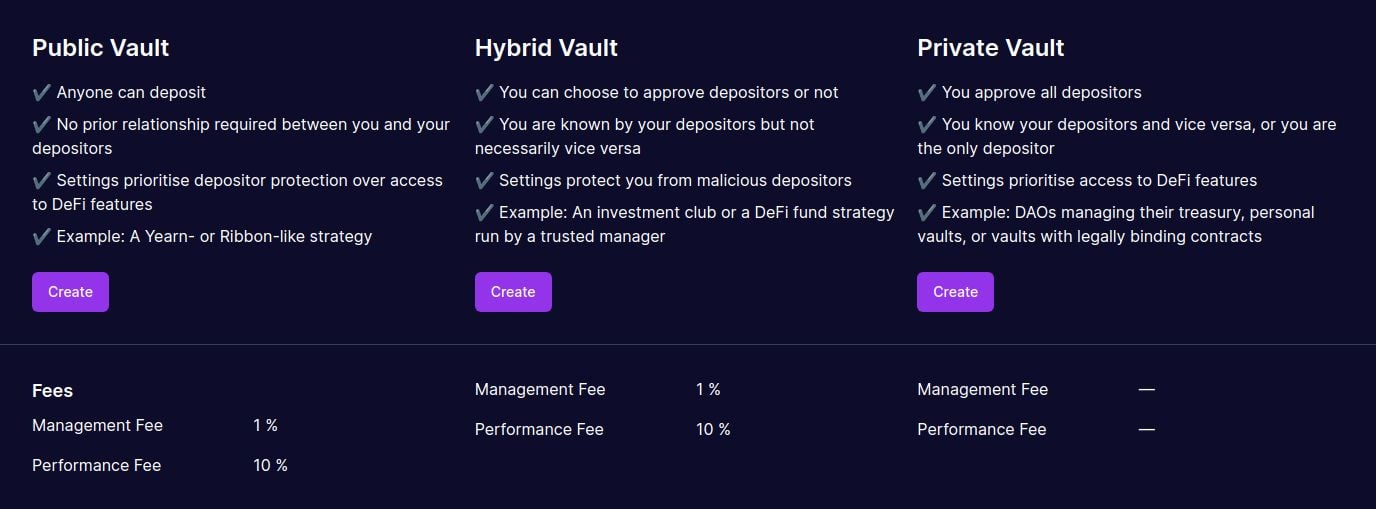 Public Vault
✔ Anyone can deposit
✔ No prior relationship required between you and your
depositors
✔ Settings prioritise depositor protection over access
to DeFi features
✔ Example: A Yearn- or Ribbon-like strategy
Create
Hybrid Vault
✔ You can choose to approve depositors or not
✔ You are known by your depositors but not
necessarily vice versa
✔ Settings protect you from malicious depositors
✔ Example: An investment club or a DeFi fund strategy
run by a trusted manager
Create
Private Vault
✔ You approve all depositors
✔ You know your depositors and vice versa, or you are
the only depositor
✔ Settings prioritise access to DeFi features
✔ Example: DAOs managing their treasury, personal
vaults, or vaults with legally binding contracts
Create
Fees
Management Fee 1 %
Performance Fee 10 %
Management Fee 1 %
Performance Fee 10 %
Management Fee —
Performance Fee —